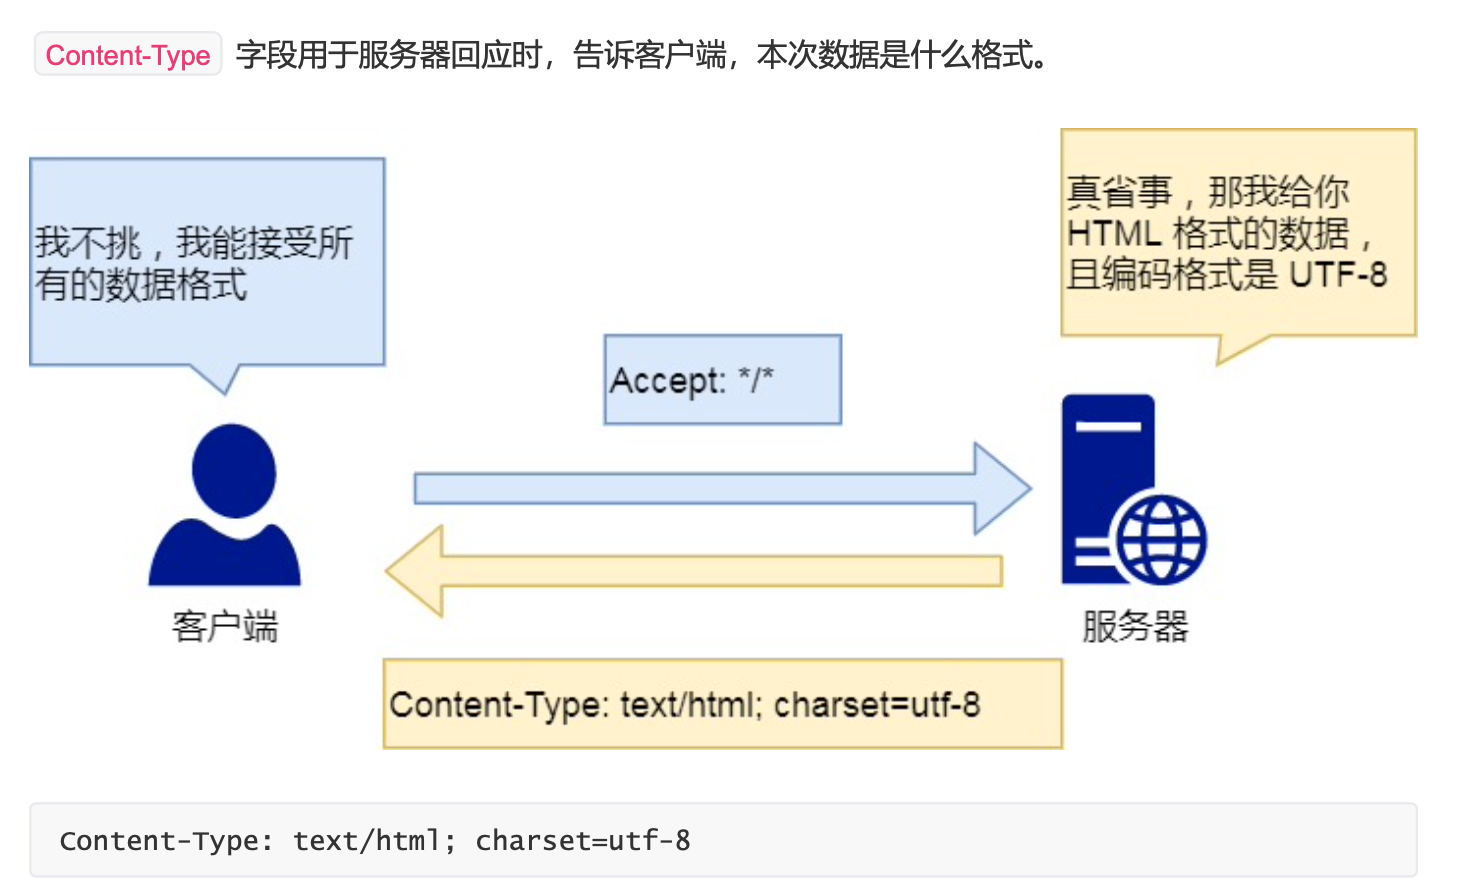 Content-Type 字段用于服务器回应时，告诉客户端，本次数据是什么格式。
我不挑，我能接受所
有的数据格式
真省事，那我给你
HTML 格式的数据，
且编码格式是 UTF-8
Accept: */*
客户端
服务器
Content-Type: text/html; charset=utf-8
Content-Type: text/html; charset=utf-8